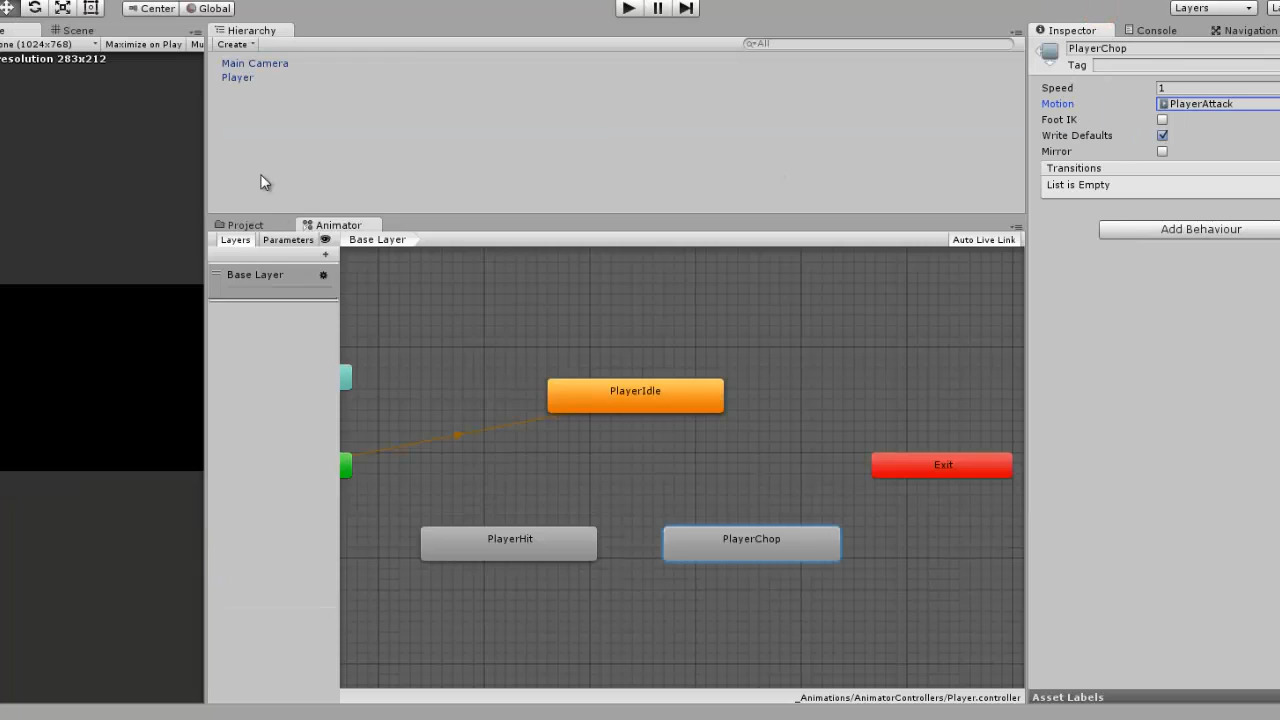 Center Global Layers
Scene Hierarchy Inspector Console Navigation
(1024x768) Maximize on Play Create All PlayerChop
resolution 283x212
Main Camera Tag
Player
Speed 1
Motion PlayerAttack
Foot IK
Write Defaults
Mirror
Transitions
List is Empty
Add Behaviour
Project Animator
Layers Parameters Base Layer Auto Live Link
+
Base Layer
PlayerIdle
Exit
PlayerHit PlayerChop
_Animations/AnimatorControllers/Player.controller Asset Labels